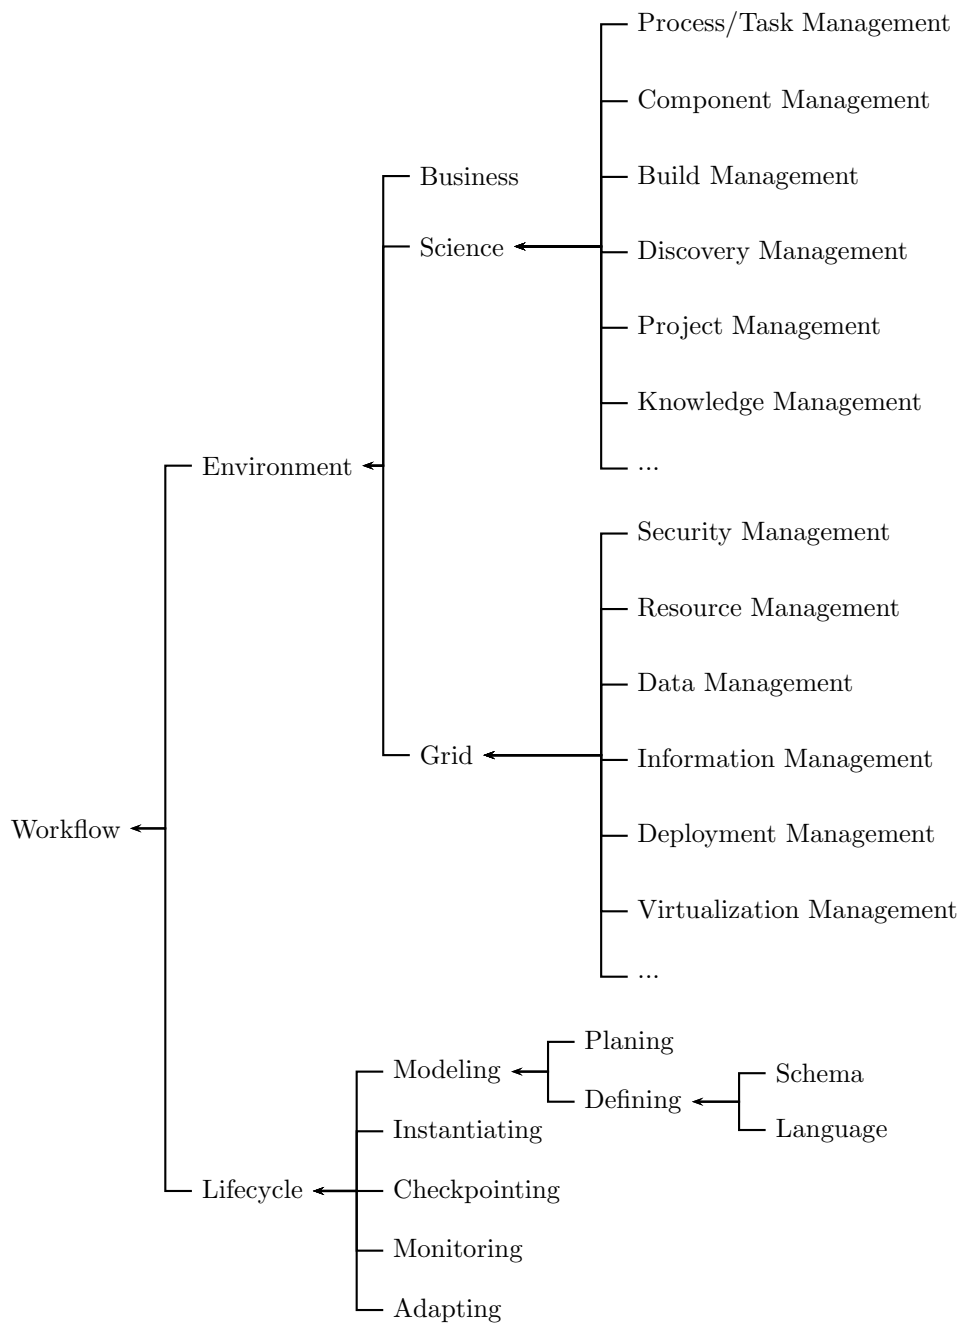 Process/Task Management
Component Management
Business
Build Management
Science
Discovery Management
Project Management
Knowledge Management
Environment
...
Security Management
Resource Management
Data Management
Grid
Information Management
Workflow
Deployment Management
Virtualization Management
...
Planing
Modeling
Schema
Defining
Instantiating
Language
Lifecycle
Checkpointing
Monitoring
Adapting